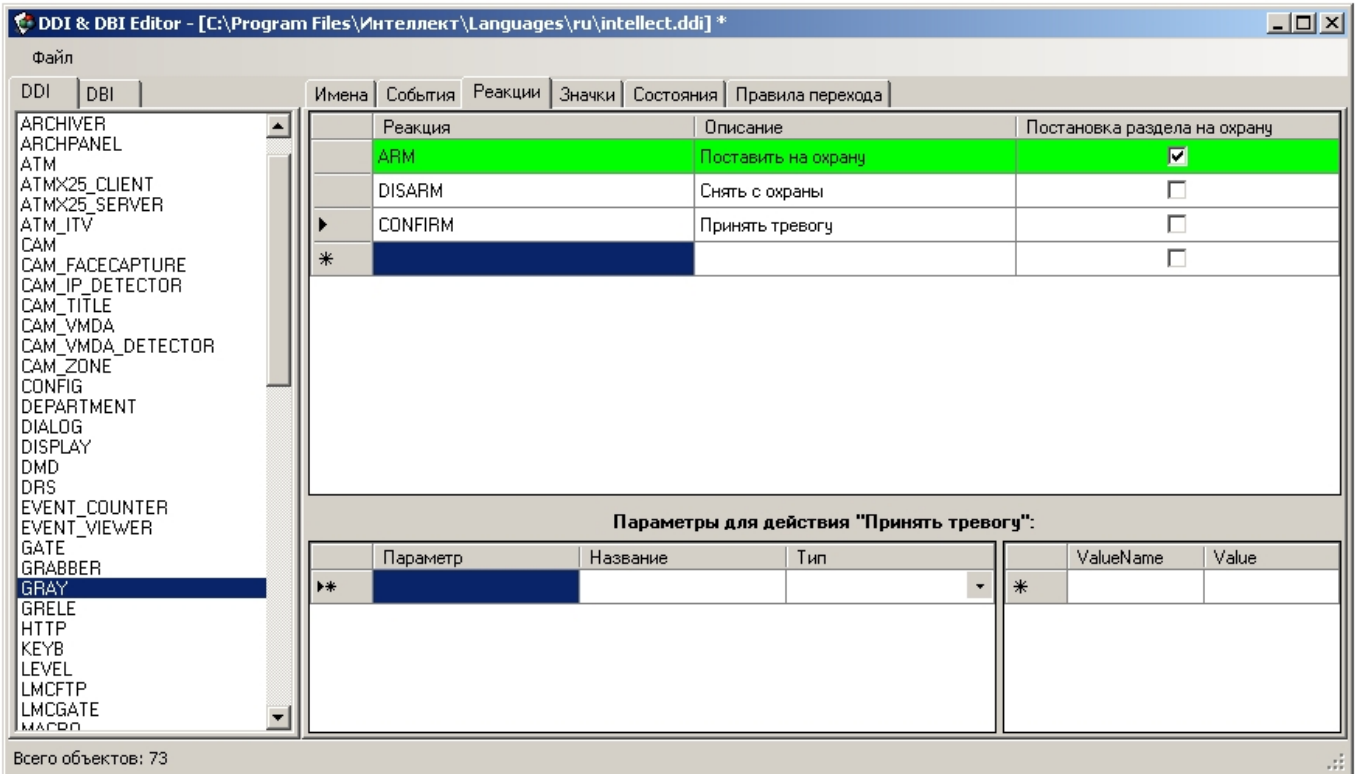 DDI & DBI Editor - [C:\Program Files\Интеллект\Languages\ru\intellect.ddi] *
Файл
DDI DBI
Имена События Реакции Значки Состояния Правила перехода
ARCHIVER
ARCHPANEL
ATM
ATMX25_CLIENT
ATMX25_SERVER
ATM_ITV
CAM
CAM_FACECAPTURE
CAM_IP_DETECTOR
CAM_TITLE
CAM_VMDA
CAM_VMDA_DETECTOR
CAM_ZONE
CONFIG
DEPARTMENT
DIALOG
DISPLAY
DMD
DRS
EVENT_COUNTER
EVENT_VIEWER
GATE
GRABBER
GRAY
GRELE
HTTP
KEYB
LEVEL
LMCFTP
LMCGATE
MACRO
Реакция Описание Постановка раздела на охрану
ARM Поставить на охрану
DISARM Снять с охраны
CONFIRM Принять тревогу
Параметры для действия "Принять тревогу":
Параметр Название Тип
ValueName Value
Всего объектов: 73